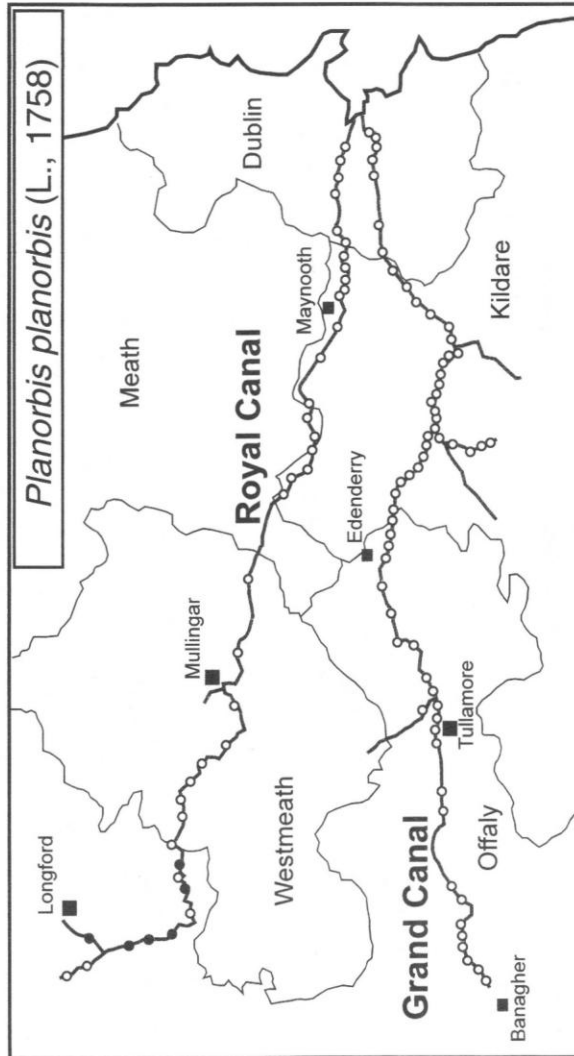 Planorbis planorbis (L., 1758)
Meath
Dublin
Longford
Mullingar
Royal Canal
Maynooth
Westmeath
Edenderry
Kildare
Grand Canal
Tullamore
Offaly
Banagher